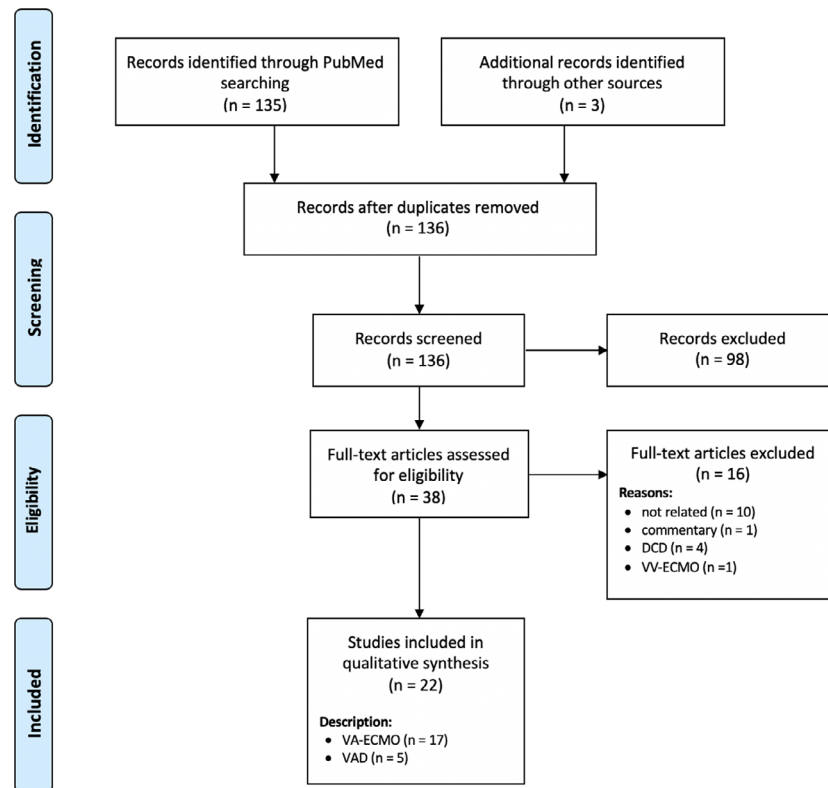 Identification
Records identified through PubMed
searching
(n = 135)
Additional records identified
through other sources
(n = 3)
Records after duplicates removed
(n = 136)
Screening
Records screened
(n = 136)
Records excluded
(n = 98)
Eligibility
Full-text articles assessed
for eligibility
(n = 38)
Full-text articles excluded
(n = 16)
Reasons:
• not related (n = 10)
• commentary (n = 1)
• DCD (n = 4)
• VV-ECMO (n =1)
Included
Studies included in
qualitative synthesis
(n = 22)
Description:
• VA-ECMO (n = 17)
• VAD (n = 5)